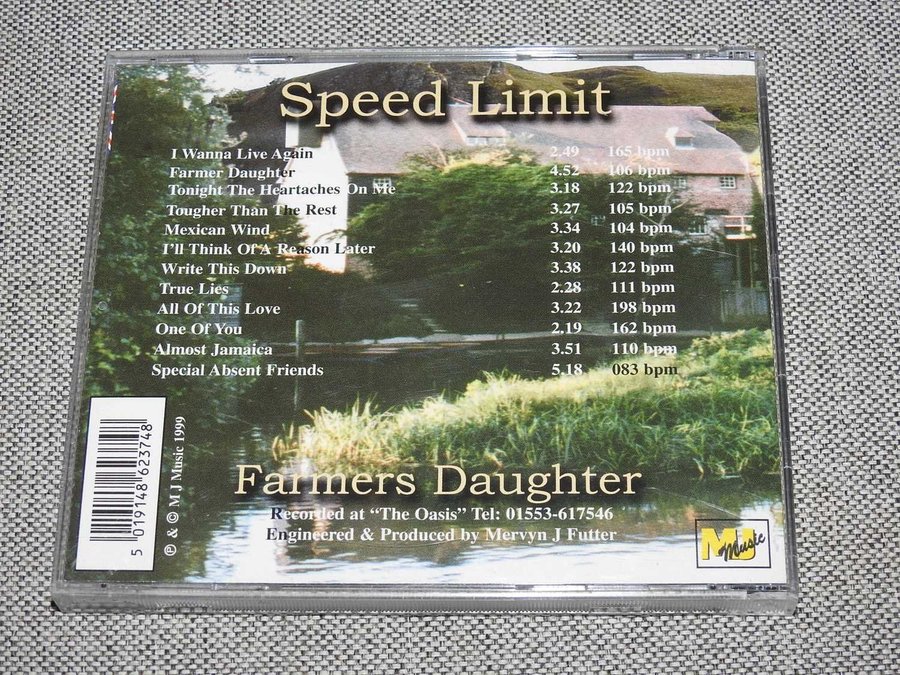 Speed Limit
I Wanna Live Again 2.49 165 bpm
Farmer Daughter 4.52 106 bpm
Tonight The Heartaches On Me 3.18 122 bpm
Tougher Than The Rest 3.27 105 bpm
Mexican Wind 3.34 104 bpm
I'll Think Of A Reason Later 3.20 140 bpm
Write This Down 3.38 122 bpm
True Lies 2.28 111 bpm
All Of This Love 3.22 198 bpm
One Of You 2.19 162 bpm
Almost Jamaica 3.51 110 bpm
Special Absent Friends 5.18 083 bpm
Farmers Daughter
Recorded at "The Oasis" Tel: 01553-617546
Engineered & Produced by Mervyn J Futter
5 019148 623748
℗ & © M J Music 1999
MJ
Music